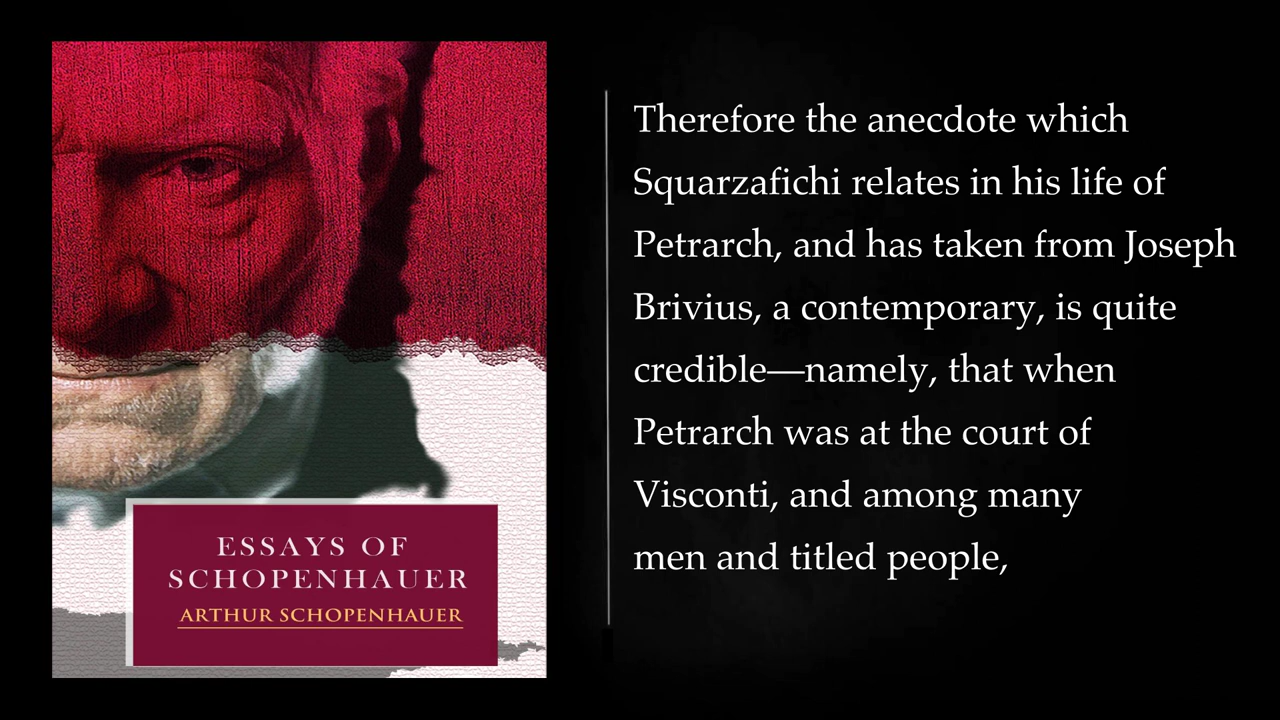 ESSAYS OF
SCHOPENHAUER
ARTHUR SCHOPENHAUER
Therefore the anecdote which
Squarzafichi relates in his life of
Petrarch, and has taken from Joseph
Brivius, a contemporary, is quite
credible—namely, that when
Petrarch was at the court of
Visconti, and among many
men and titled people,